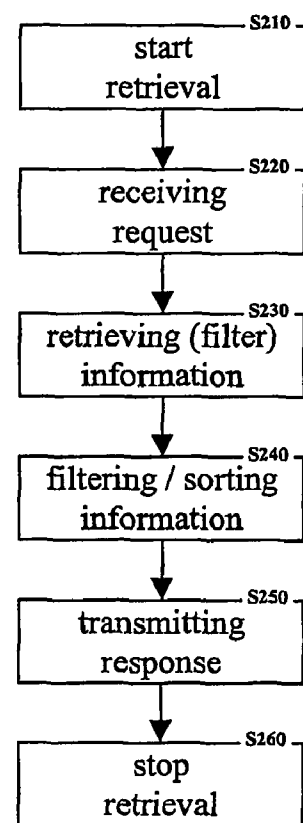 S210
start
retrieval
S220
receiving
request
S230
retrieving (filter)
information
S240
filtering / sorting
information
S250
transmitting
response
S260
stop
retrieval